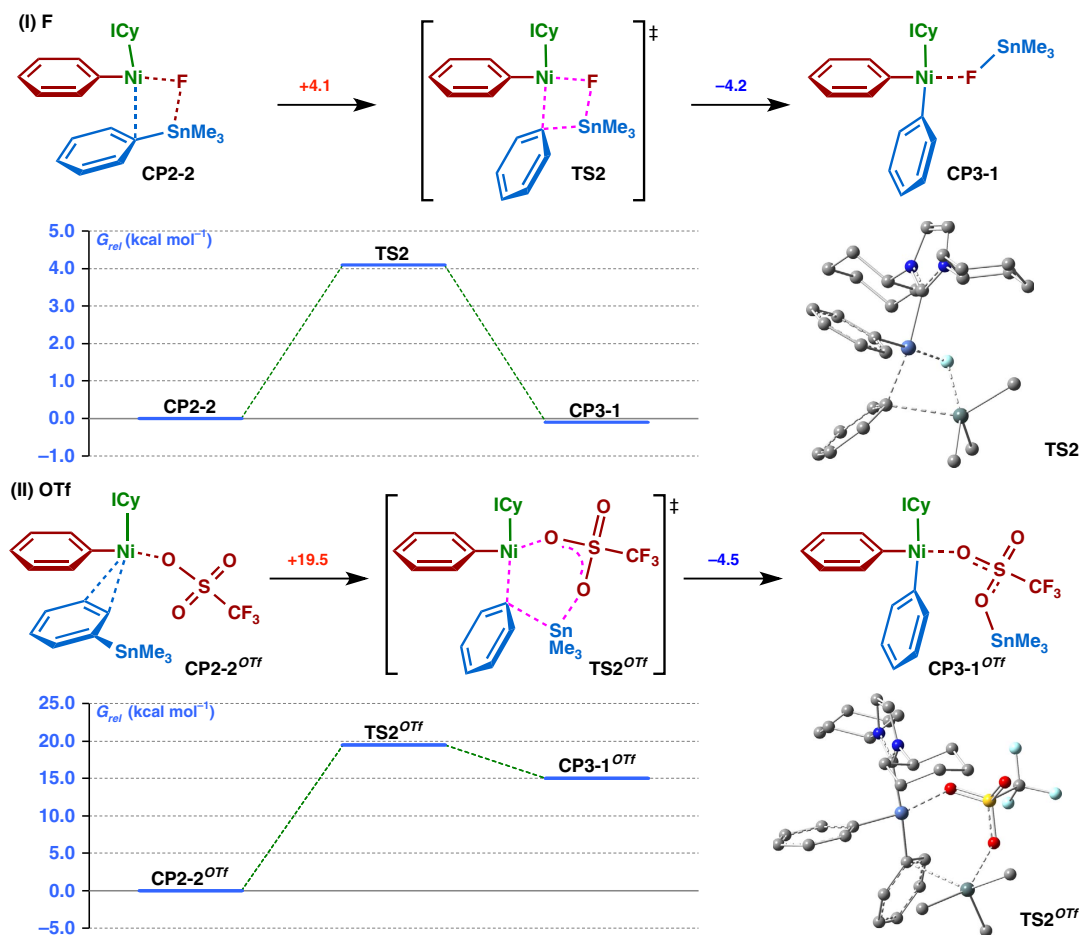 (I) F
ICy
Ni
F
SnMe3
CP2-2
+4.1
ICy
Ni
F
SnMe3
TS2
‡
–4.2
ICy
SnMe3
Ni
F
CP3-1
5.0
Grel (kcal mol–1)
4.0
3.0
2.0
1.0
0.0
–1.0
TS2
CP2-2
CP3-1
TS2
(II) OTf
ICy
Ni
O
S
O
O
CF3
SnMe3
CP2-2OTf
+19.5
ICy
Ni
O
O
S
CF3
O
Sn
Me3
TS2OTf
‡
–4.5
ICy
Ni
O
O
S
CF3
O
SnMe3
CP3-1OTf
25.0
Grel (kcal mol–1)
20.0
15.0
10.0
5.0
0.0
–5.0
TS2OTf
CP3-1OTf
CP2-2OTf
TS2OTf